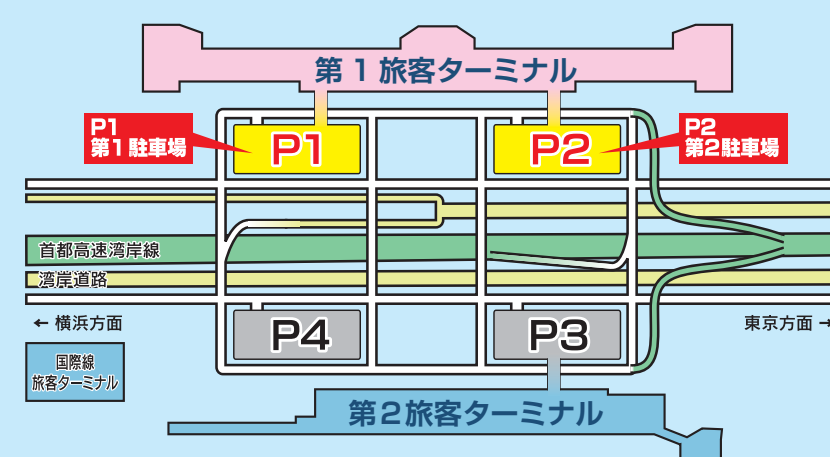 第1旅客ターミナル
P1
第1駐車場
P1
P2
P2
第2駐車場
首都高速湾岸線
湾岸道路
← 横浜方面
東京方面 →
P4
P3
国際線
旅客ターミナル
第2旅客ターミナル